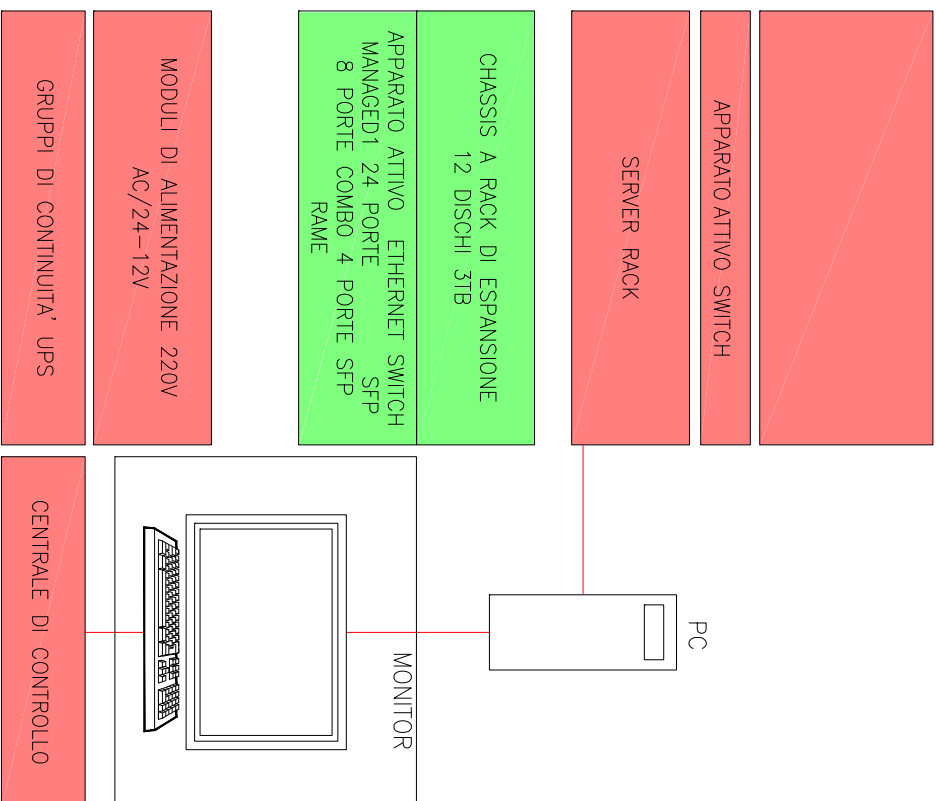 APPARATO ATTIVO SWITCH
SERVER RACK
CHASSIS A RACK DI ESPANSIONE
12 DISCHI 3TB
APPARATO ATTIVO ETHERNET SWITCH
MANAGED1 24 PORTE SFP
8 PORTE COMBO 4 PORTE SFP
RAME
MODULI DI ALIMENTAZIONE 220V
AC/24-12V
GRUPPI DI CONTINUITA' UPS
PC
MONITOR
CENTRALE DI CONTROLLO